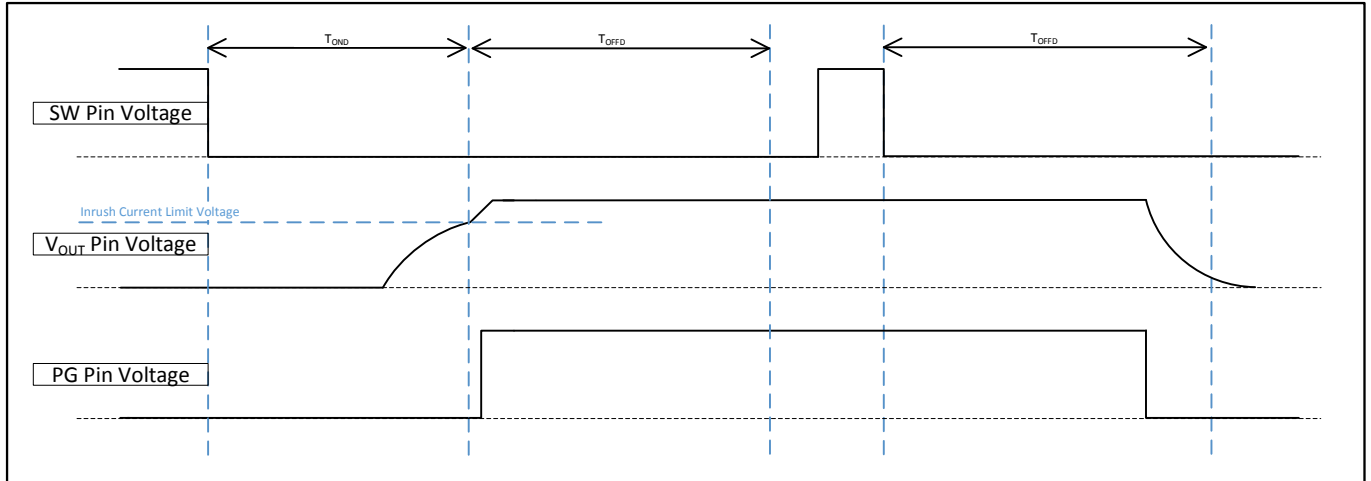 TOND
TOFFD
TOFFD
SW Pin Voltage
Inrush Current Limit Voltage
VOUT Pin Voltage
PG Pin Voltage